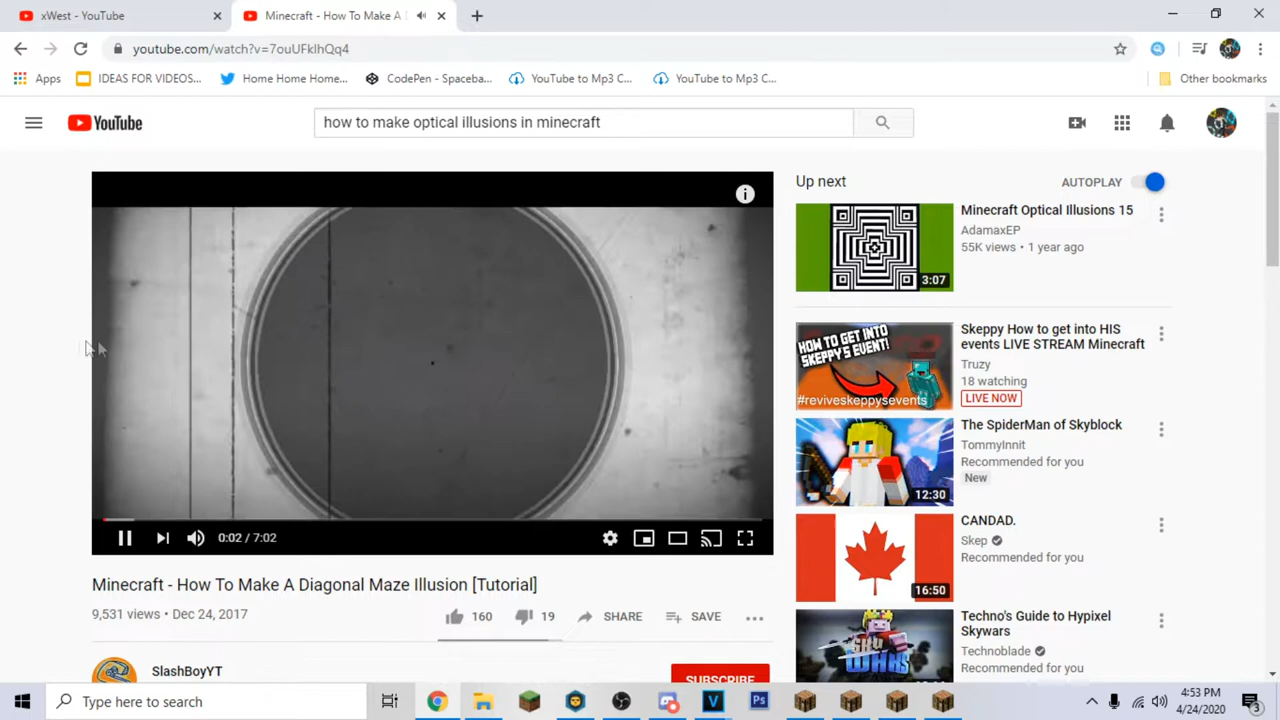 xWest - YouTube
Minecraft - How To Make A D
youtube.com/watch?v=7ouUFkIhQq4
Apps
IDEAS FOR VIDEOS...
Home Home Home...
CodePen - Spaceba...
YouTube to Mp3 C...
YouTube to Mp3 C...
Other bookmarks
YouTube
how to make optical illusions in minecraft
Up next
AUTOPLAY
Minecraft Optical Illusions 15
AdamaxEP
55K views • 1 year ago
3:07
HOW TO GET INTO
SKEPPY'S EVENT!
#reviveskeppysevents
Skeppy How to get into HIS
events LIVE STREAM Minecraft
Truzy
18 watching
LIVE NOW
The SpiderMan of Skyblock
TommyInnit
Recommended for you
New
12:30
CANDAD.
Skep
Recommended for you
16:50
Techno's Guide to Hypixel
Skywars
Technoblade
Recommended for you
SKY
WARS
0:02 / 7:02
Minecraft - How To Make A Diagonal Maze Illusion [Tutorial]
9,531 views • Dec 24, 2017
160
19
SHARE
SAVE
SlashBoyYT
SUBSCRIBE
Type here to search
4:53 PM
4/24/2020
3